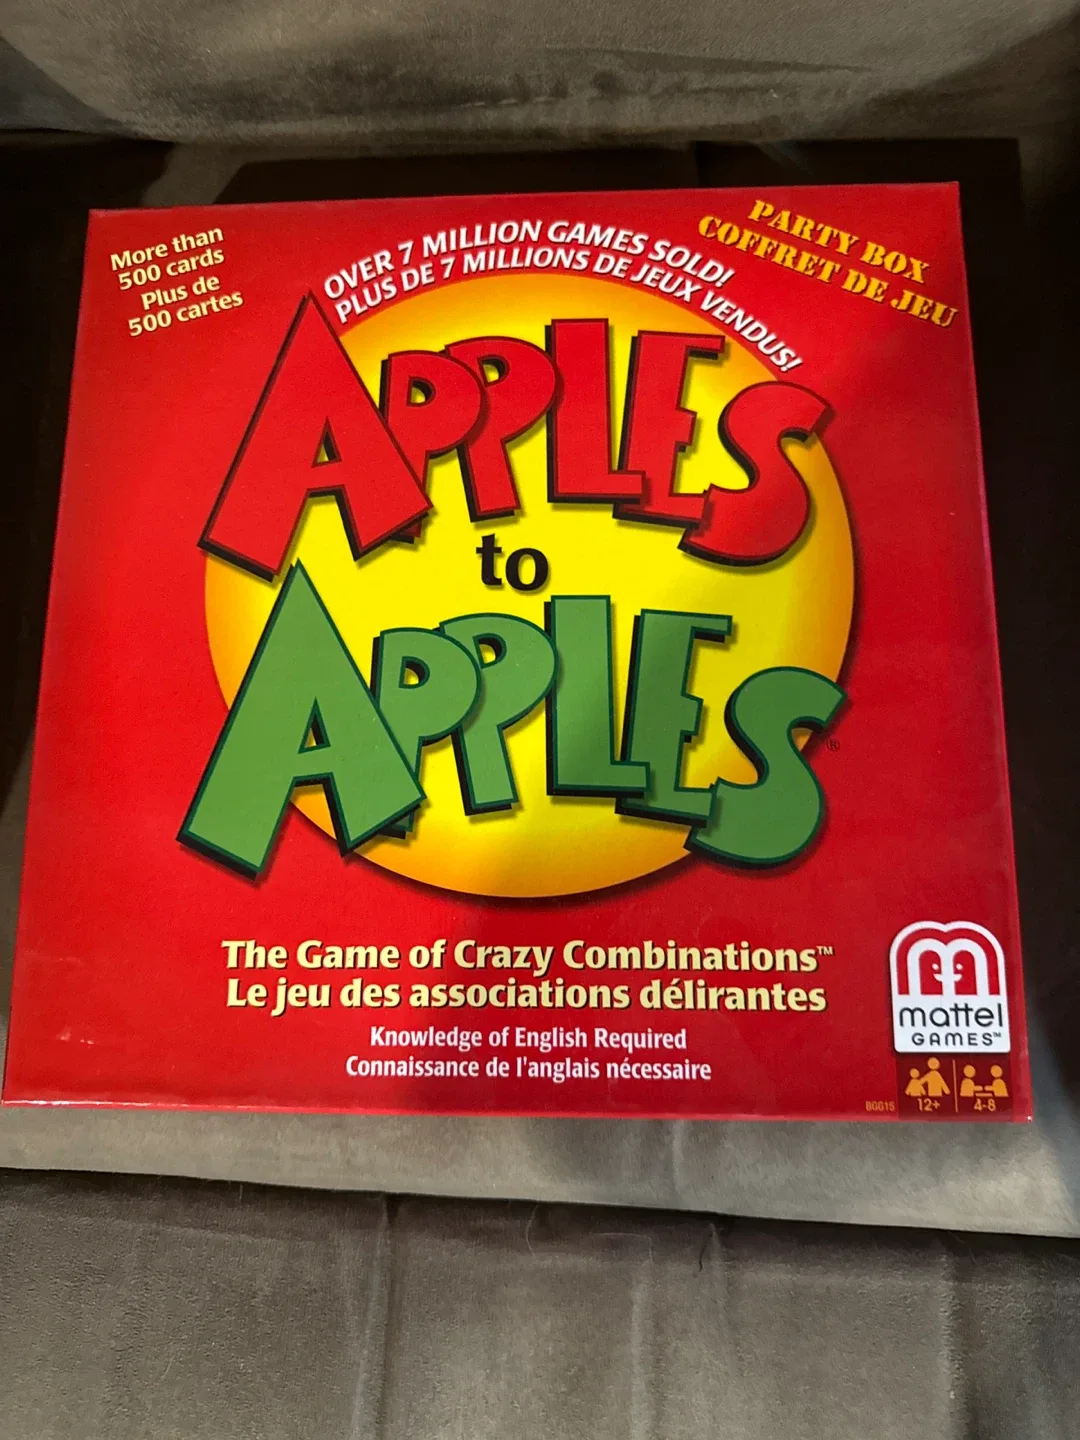 More than
500 cards
Plus de
500 cartes
OVER 7 MILLION GAMES SOLD!
PLUS DE 7 MILLIONS DE JEUX VENDUS!
PARTY BOX
COFFRET DE JEU
APPLES
to
APPLES®
The Game of Crazy Combinations™
Le jeu des associations délirantes
Knowledge of English Required
Connaissance de l'anglais nécessaire
mattel
GAMES™
BGG15
12+
4-8